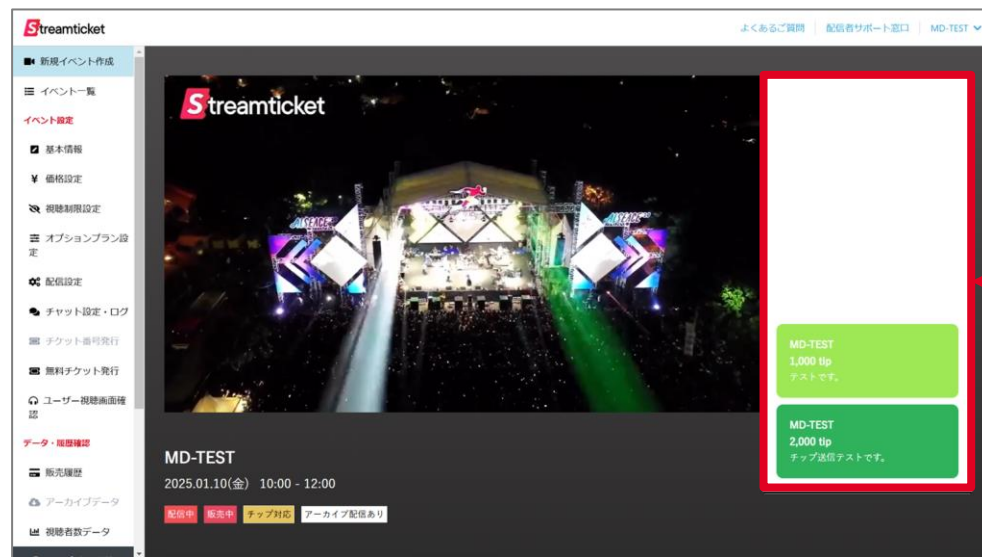 Streamticket
よくあるご質問
配信者サポート窓口
MD-TEST
新規イベント作成
イベント一覧
イベント設定
基本情報
¥ 価格設定
視聴制限設定
オプションプラン設
定
配信設定
チャット設定・ログ
チケット番号発行
無料チケット発行
ユーザー視聴画面確
認
データ・履歴確認
販売履歴
アーカイブデータ
視聴者数データ
Streamticket
MD-TEST
1,000 tip
テストです。
MD-TEST
2,000 tip
チップ送信テストです。
MD-TEST
2025.01.10(金) 10:00 - 12:00
配信中 販売中 チップ対応 アーカイブ配信あり